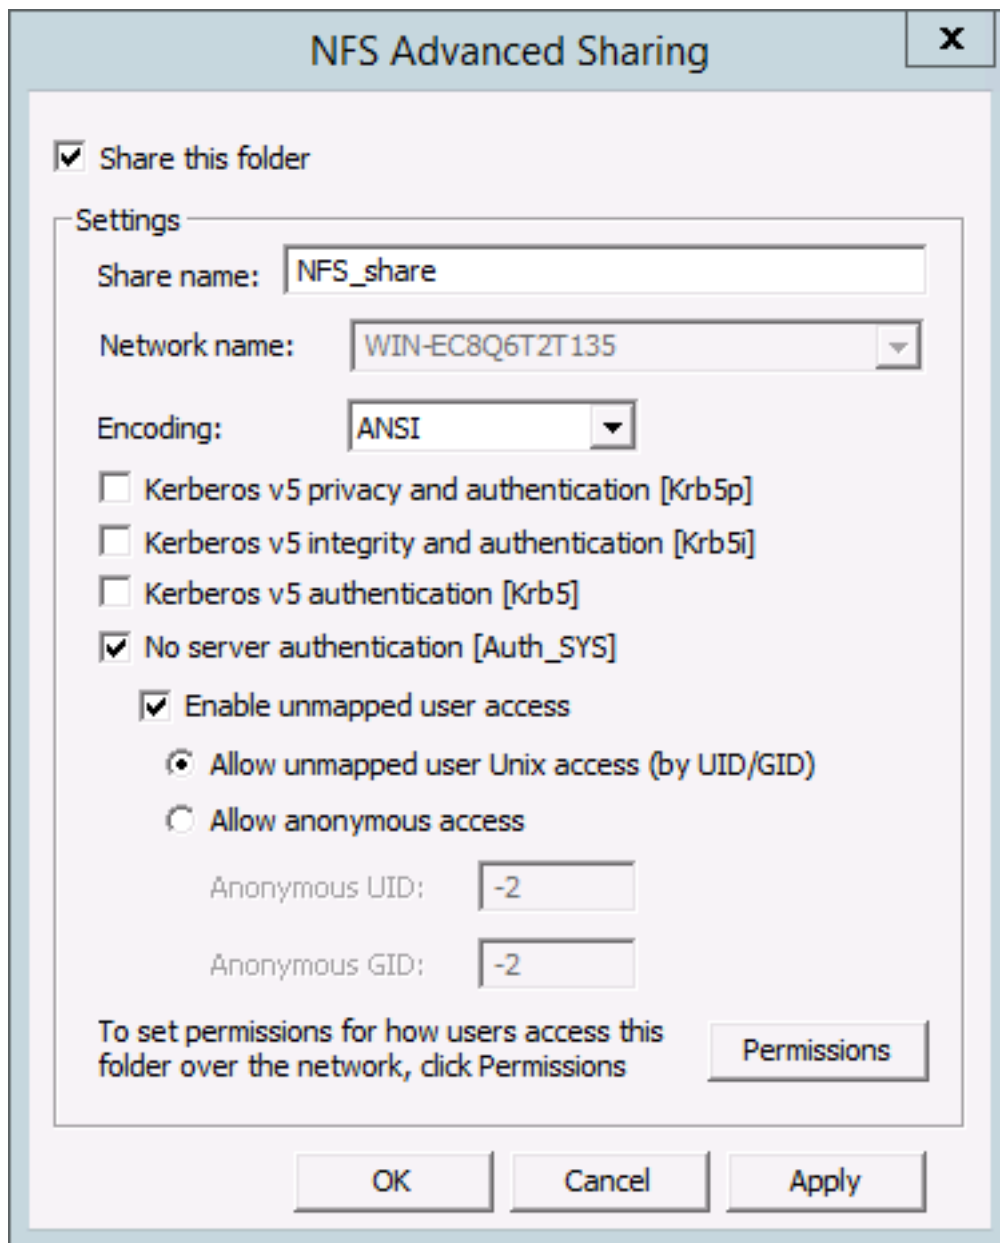 NFS Advanced Sharing
x
Share this folder
Settings
Share name: NFS_share
Network name: WIN-EC8Q6T2T135
Encoding: ANSI
Kerberos v5 privacy and authentication [Krb5p]
Kerberos v5 integrity and authentication [Krb5i]
Kerberos v5 authentication [Krb5]
No server authentication [Auth_SYS]
Enable unmapped user access
Allow unmapped user Unix access (by UID/GID)
Allow anonymous access
Anonymous UID: -2
Anonymous GID: -2
To set permissions for how users access this
folder over the network, click Permissions
Permissions
OK Cancel Apply